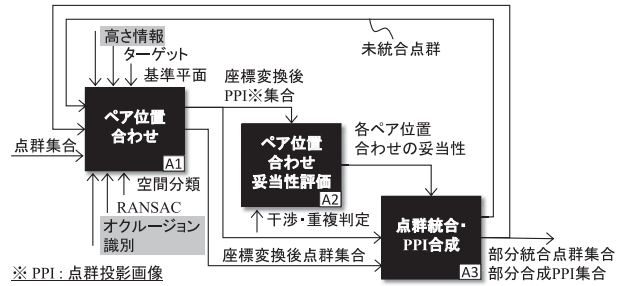 高さ情報
ターゲット
基準平面
未統合点群
座標変換後
PPI※集合
ペア位置
合わせ
A1
点群集合
ペア位置
合わせ
妥当性評価
A2
各ペア位置
合わせの妥当性
空間分類
RANSAC
オクルージョン
識別
干渉・重複判定
点群統合・
PPI合成
A3
座標変換後点群集合
部分統合点群集合
部分合成PPI集合
※ PPI : 点群投影画像